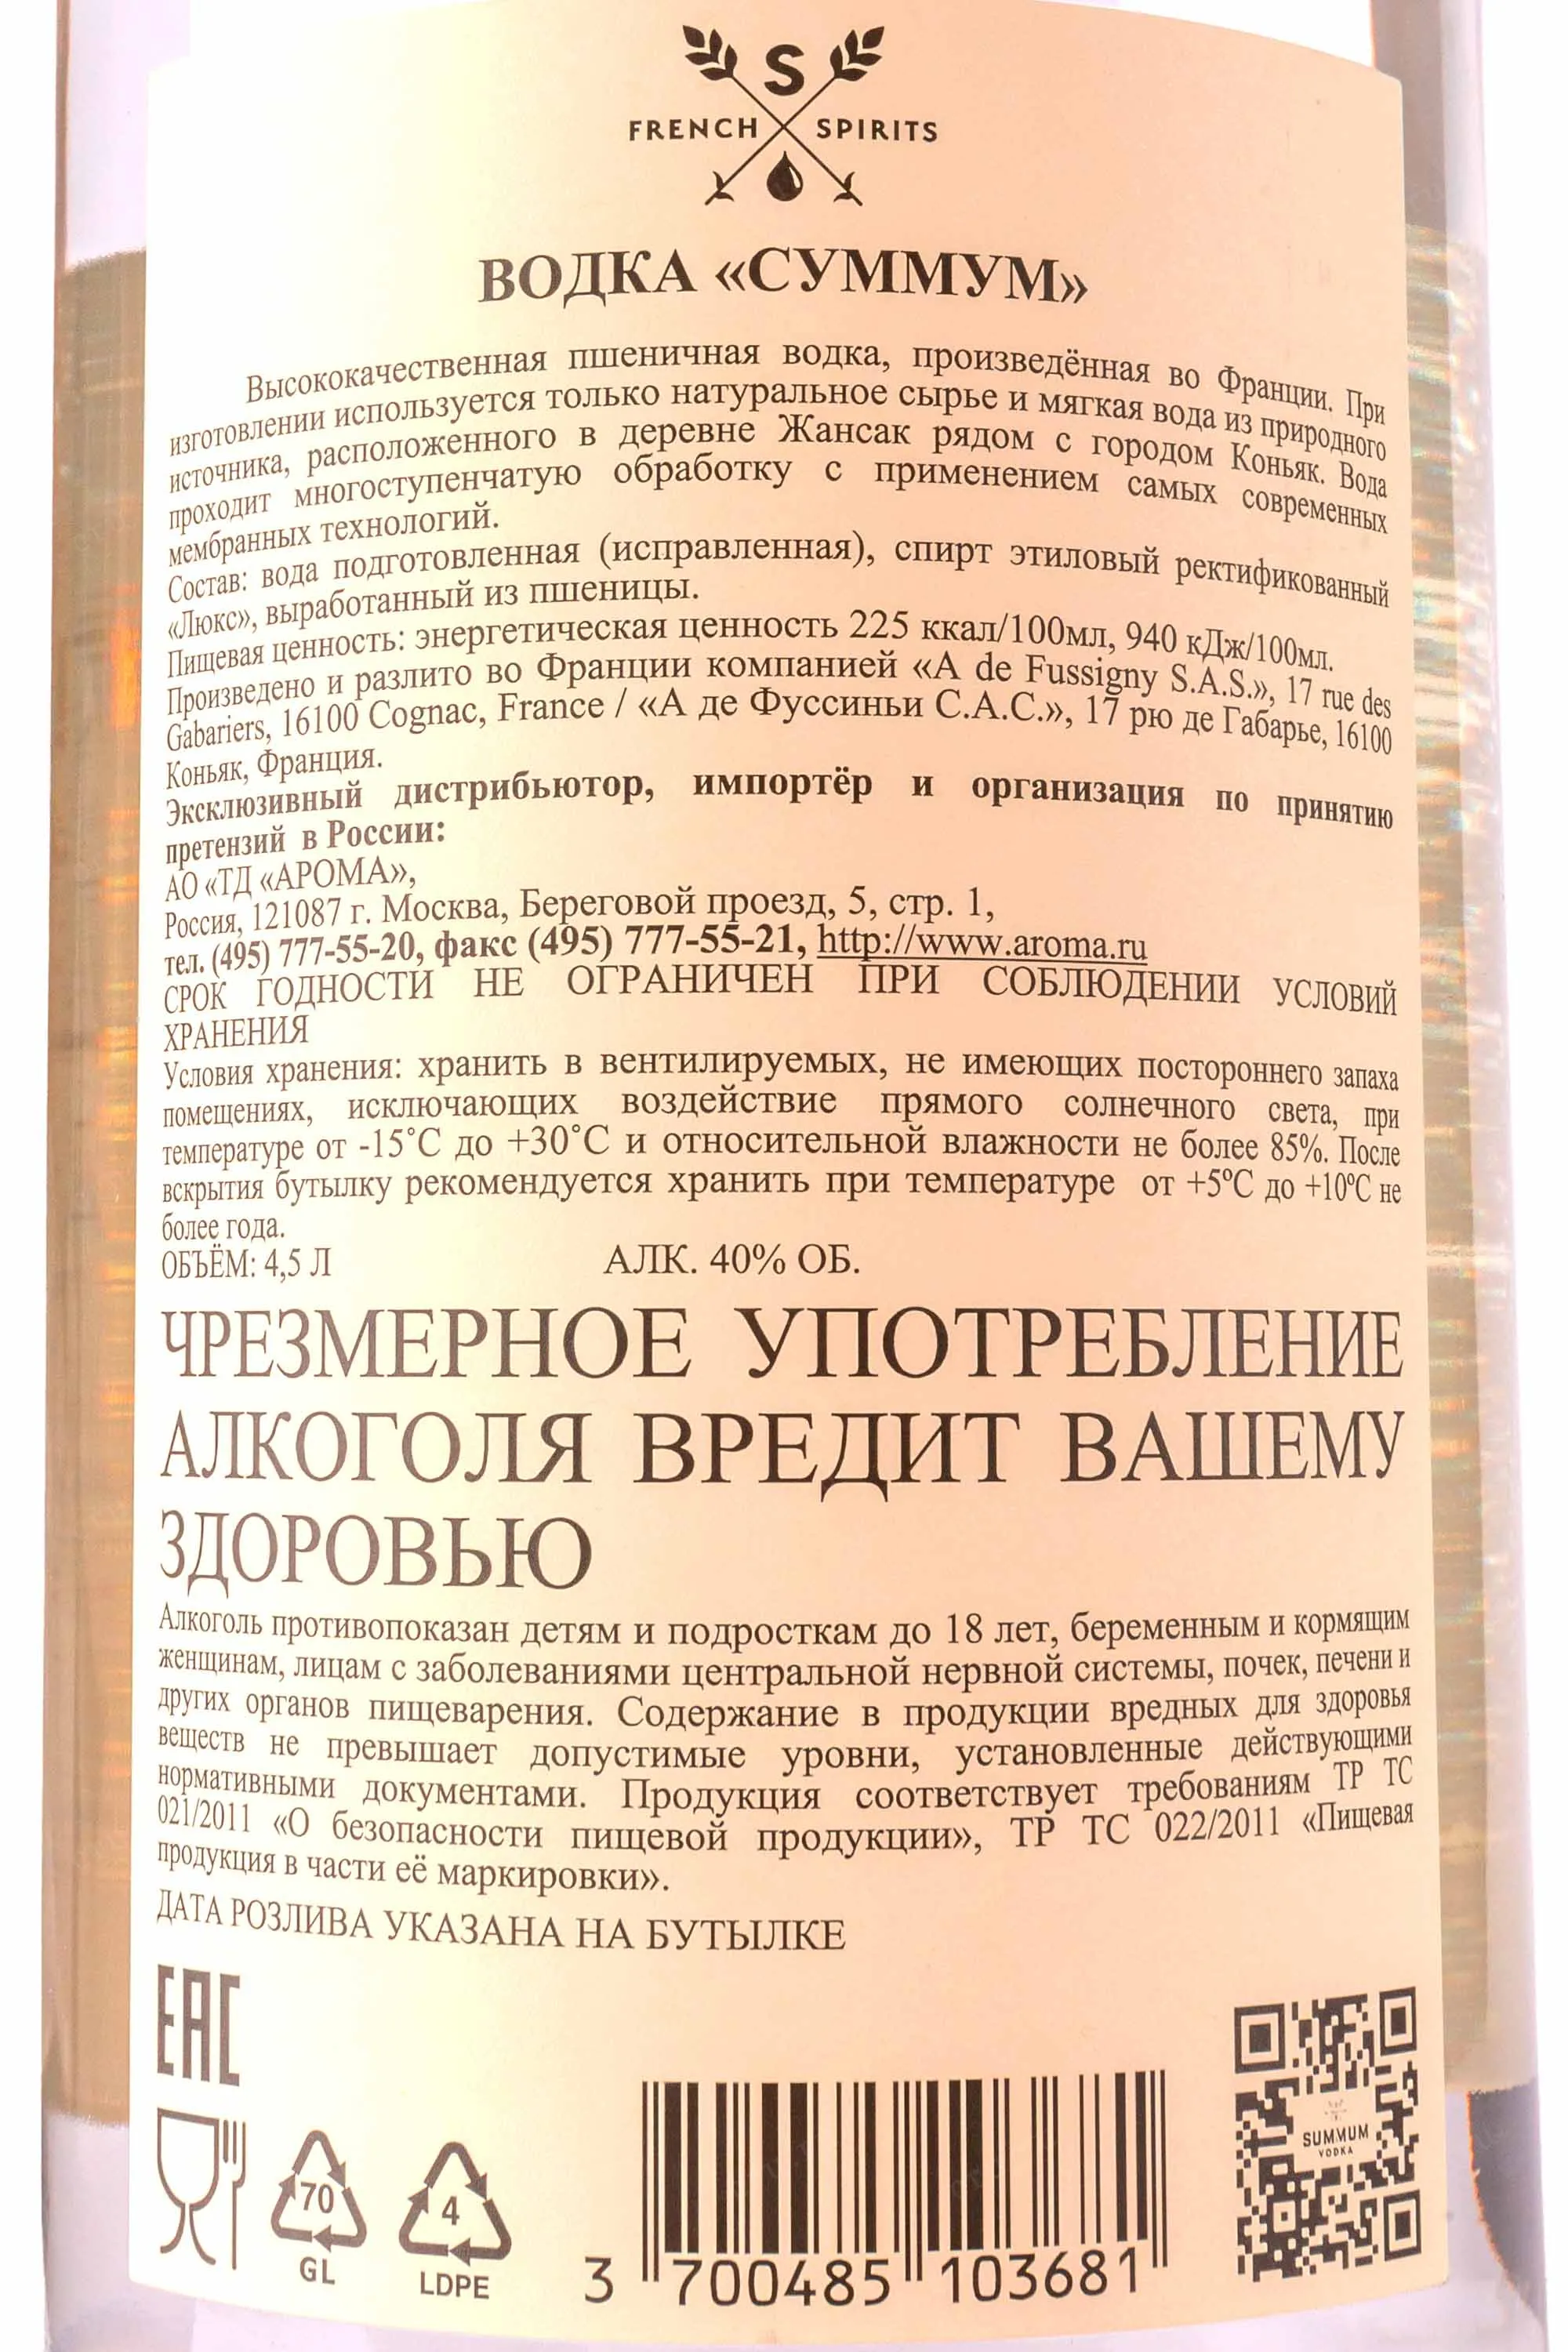 S
FRENCH SPIRITS
ВОДКА «СУММУМ»
Высококачественная пшеничная водка, произведённая во Франции. При
изготовлении используется только натуральное сырье и мягкая вода из природного
источника, расположенного в деревне Жансак рядом с городом Коньяк. Вода
проходит многоступенчатую обработку с применением самых современных
мембранных технологий.
Состав: вода подготовленная (исправленная), спирт этиловый ректификованный
«Люкс», выработанный из пшеницы.
Пищевая ценность: энергетическая ценность 225 ккал/100мл, 940 кДж/100мл.
Произведено и разлито во Франции компанией «A de Fussigny S.A.S.», 17 rue des
Gabariers, 16100 Cognac, France / «А де Фуссиньи С.А.С.», 17 рю де Габарье, 16100
Коньяк, Франция.
Эксклюзивный дистрибьютор, импортёр и организация по принятию
претензий в России:
АО «ТД «АРОМА»,
Россия, 121087 г. Москва, Береговой проезд, 5, стр. 1,
тел. (495) 777-55-20, факс (495) 777-55-21, http://www.aroma.ru
СРОК ГОДНОСТИ НЕ ОГРАНИЧЕН ПРИ СОБЛЮДЕНИИ УСЛОВИЙ
ХРАНЕНИЯ
Условия хранения: хранить в вентилируемых, не имеющих постороннего запаха
помещениях, исключающих воздействие прямого солнечного света, при
температуре от -15˚С до +30˚С и относительной влажности не более 85%. После
вскрытия бутылку рекомендуется хранить при температуре от +5ºС до +10ºС не
более года.
ОБЪЁМ: 4,5 Л АЛК. 40% ОБ.
ЧРЕЗМЕРНОЕ УПОТРЕБЛЕНИЕ
АЛКОГОЛЯ ВРЕДИТ ВАШЕМУ
ЗДОРОВЬЮ
Алкоголь противопоказан детям и подросткам до 18 лет, беременным и кормящим
женщинам, лицам с заболеваниями центральной нервной системы, почек, печени и
других органов пищеварения. Содержание в продукции вредных для здоровья
веществ не превышает допустимые уровни, установленные действующими
нормативными документами. Продукция соответствует требованиям ТР ТС
021/2011 «О безопасности пищевой продукции», ТР ТС 022/2011 «Пищевая
продукция в части её маркировки».
ДАТА РОЗЛИВА УКАЗАНА НА БУТЫЛКЕ
EAC
SUMMUM
VODKA
70
GL
4
LDPE
3 700485 103681